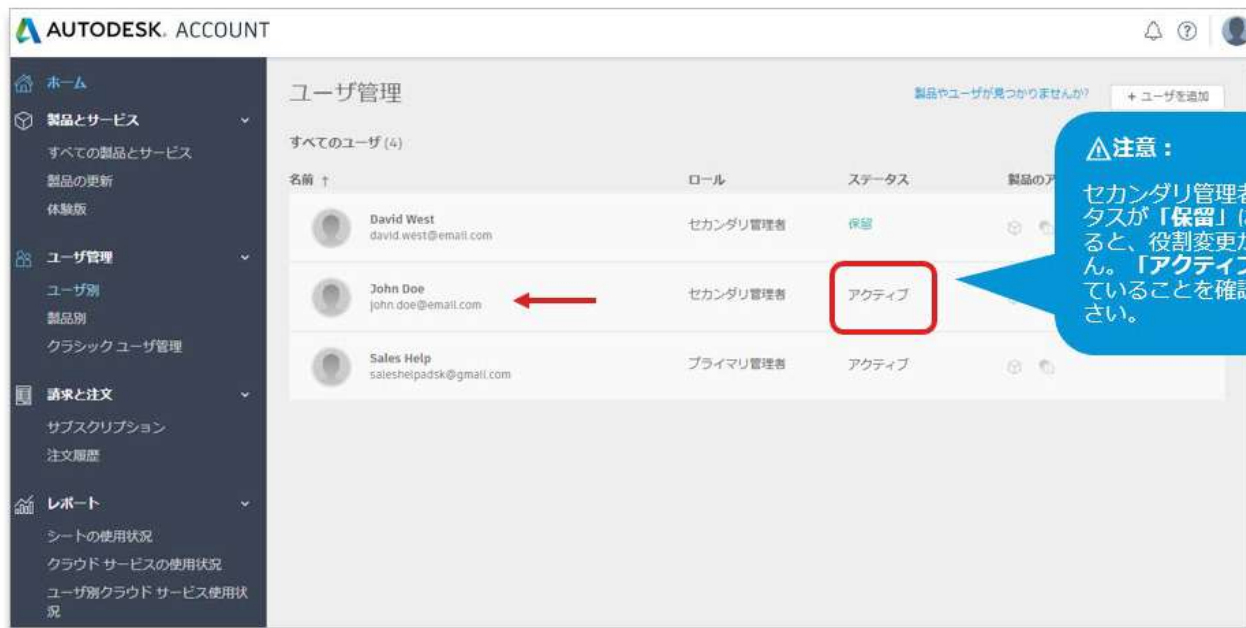 AUTODESK. ACCOUNT
ホーム
製品とサービス
すべての製品とサービス
製品の更新
体験版
ユーザ管理
ユーザ別
製品別
クラシック ユーザ管理
請求と注文
サブスクリプション
注文履歴
レポート
シートの使用状況
クラウド サービスの使用状況
ユーザ別クラウド サービス使用状
況
ユーザ管理
製品やユーザが見つかりませんか?
+ ユーザを追加
すべてのユーザ (4)
名前 ↑
ロール
ステータス
製品のア
David West
david.west@email.com
セカンダリ管理者
保留
John Doe
john.doe@email.com
セカンダリ管理者
アクティブ
Sales Help
saleshelpadsk@gmail.com
プライマリ管理者
アクティブ
注意：
セカンダリ管理者
タスが「保留」に
ると、役割変更が
ん。「アクティブ
ていることを確認
さい。